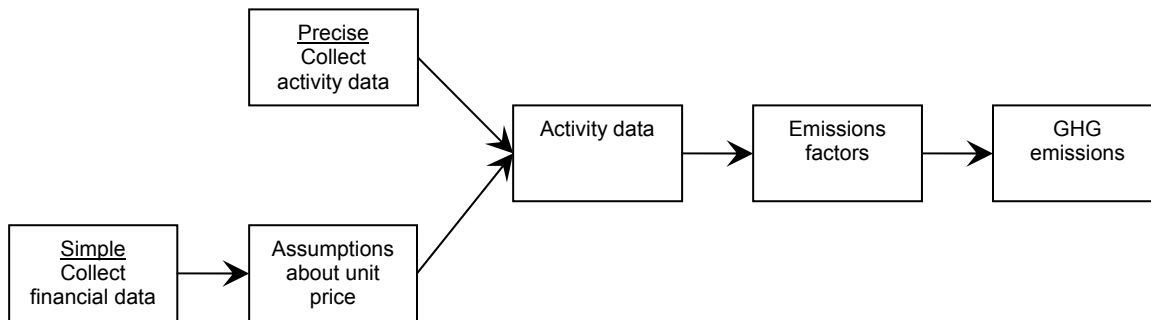 Precise
Collect
activity data
Activity data
Emissions
factors
GHG
emissions
Simple
Collect
financial data
Assumptions
about unit
price